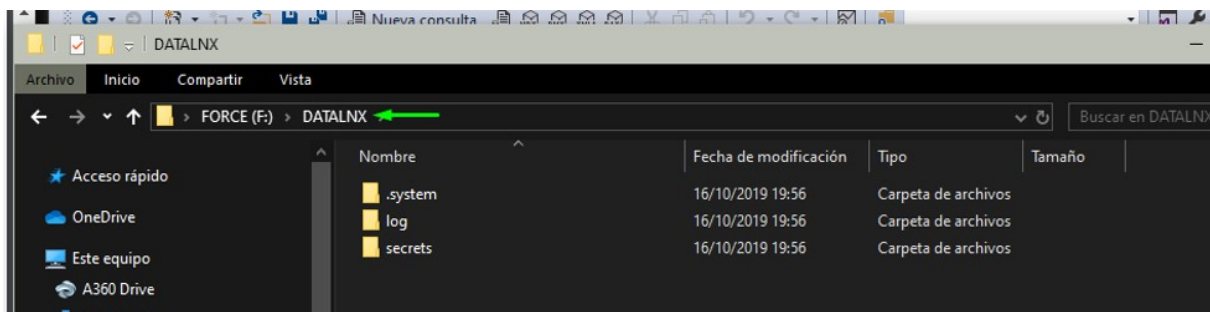 Nueva consulta
DATALNX
Archivo Inicio Compartir Vista
FORCE (F:) > DATALNX Buscar en DATALNX
Nombre Fecha de modificación Tipo Tamaño
Acceso rápido
.system 16/10/2019 19:56 Carpeta de archivos
OneDrive
log 16/10/2019 19:56 Carpeta de archivos
secrets 16/10/2019 19:56 Carpeta de archivos
Este equipo
A360 Drive